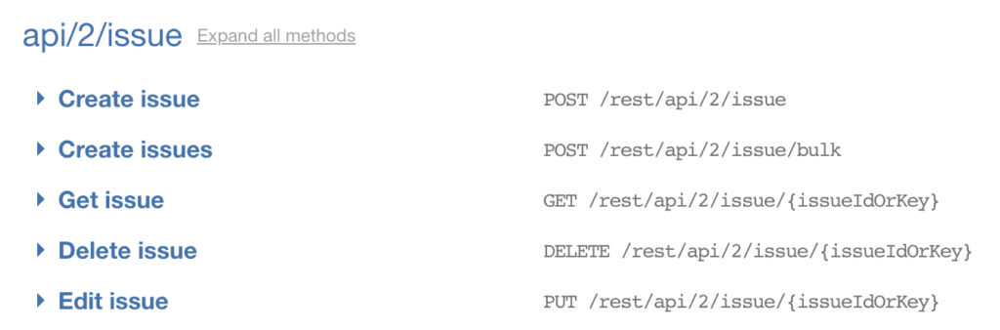 api/2/issue Expand all methods
Create issue POST /rest/api/2/issue
Create issues POST /rest/api/2/issue/bulk
Get issue GET /rest/api/2/issue/{issueIdOrKey}
Delete issue DELETE /rest/api/2/issue/{issueIdOrKey}
Edit issue PUT /rest/api/2/issue/{issueIdOrKey}